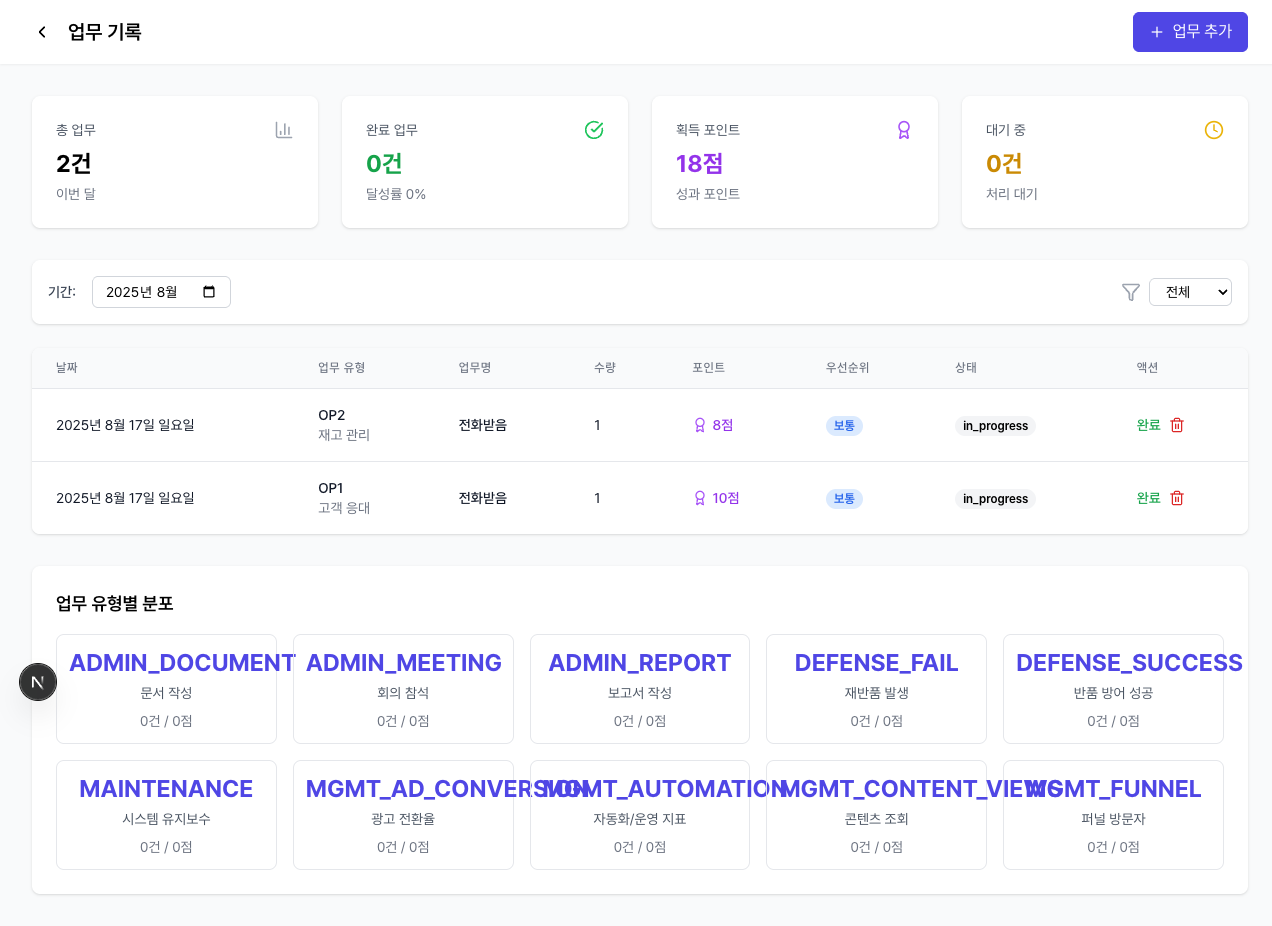 업무 기록
+ 업무 추가
총 업무
2건
이번 달
완료 업무
0건
달성률 0%
획득 포인트
18점
성과 포인트
대기 중
0건
처리 대기
기간: 2025년 8월
전체
날짜 업무 유형 업무명 수량 포인트 우선순위 상태 액션
2025년 8월 17일 일요일 OP2 재고 관리 전화받음 1 8점 보통 in_progress 완료
2025년 8월 17일 일요일 OP1 고객 응대 전화받음 1 10점 보통 in_progress 완료
업무 유형별 분포
ADMIN_DOCUMENT
문서 작성
0건 / 0점
ADMIN_MEETING
회의 참석
0건 / 0점
ADMIN_REPORT
보고서 작성
0건 / 0점
DEFENSE_FAIL
재반품 발생
0건 / 0점
DEFENSE_SUCCESS
반품 방어 성공
0건 / 0점
N
MAINTENANCE
시스템 유지보수
0건 / 0점
MGMT_AD_CONVERSION
광고 전환율
0건 / 0점
MGMT_AUTOMATION
자동화/운영 지표
0건 / 0점
MGMT_CONTENT_VIEWS
콘텐츠 조회
0건 / 0점
MGMT_FUNNEL
퍼널 방문자
0건 / 0점